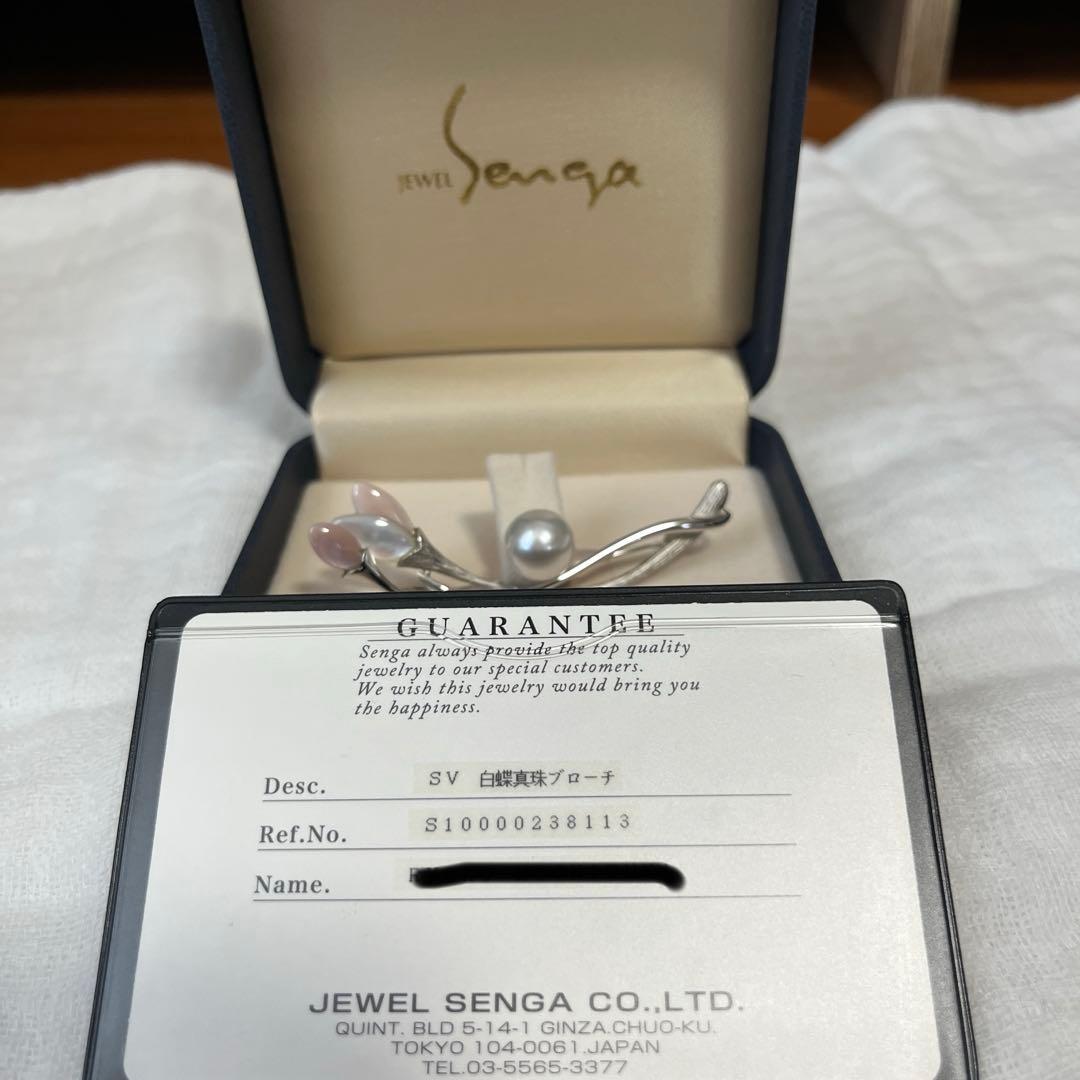 JEWEL Senga
GUARANTEE
Senga always provide the top quality
jewelry to our special customers.
We wish this jewelry would bring you
the happiness.
Desc. SV 白蝶真珠ブローチ
Ref.No. S10000238113
Name.
JEWEL SENGA CO.,LTD.
QUINT. BLD 5-14-1 GINZA.CHUO-KU.
TOKYO 104-0061.JAPAN
TEL.03-5565-3377